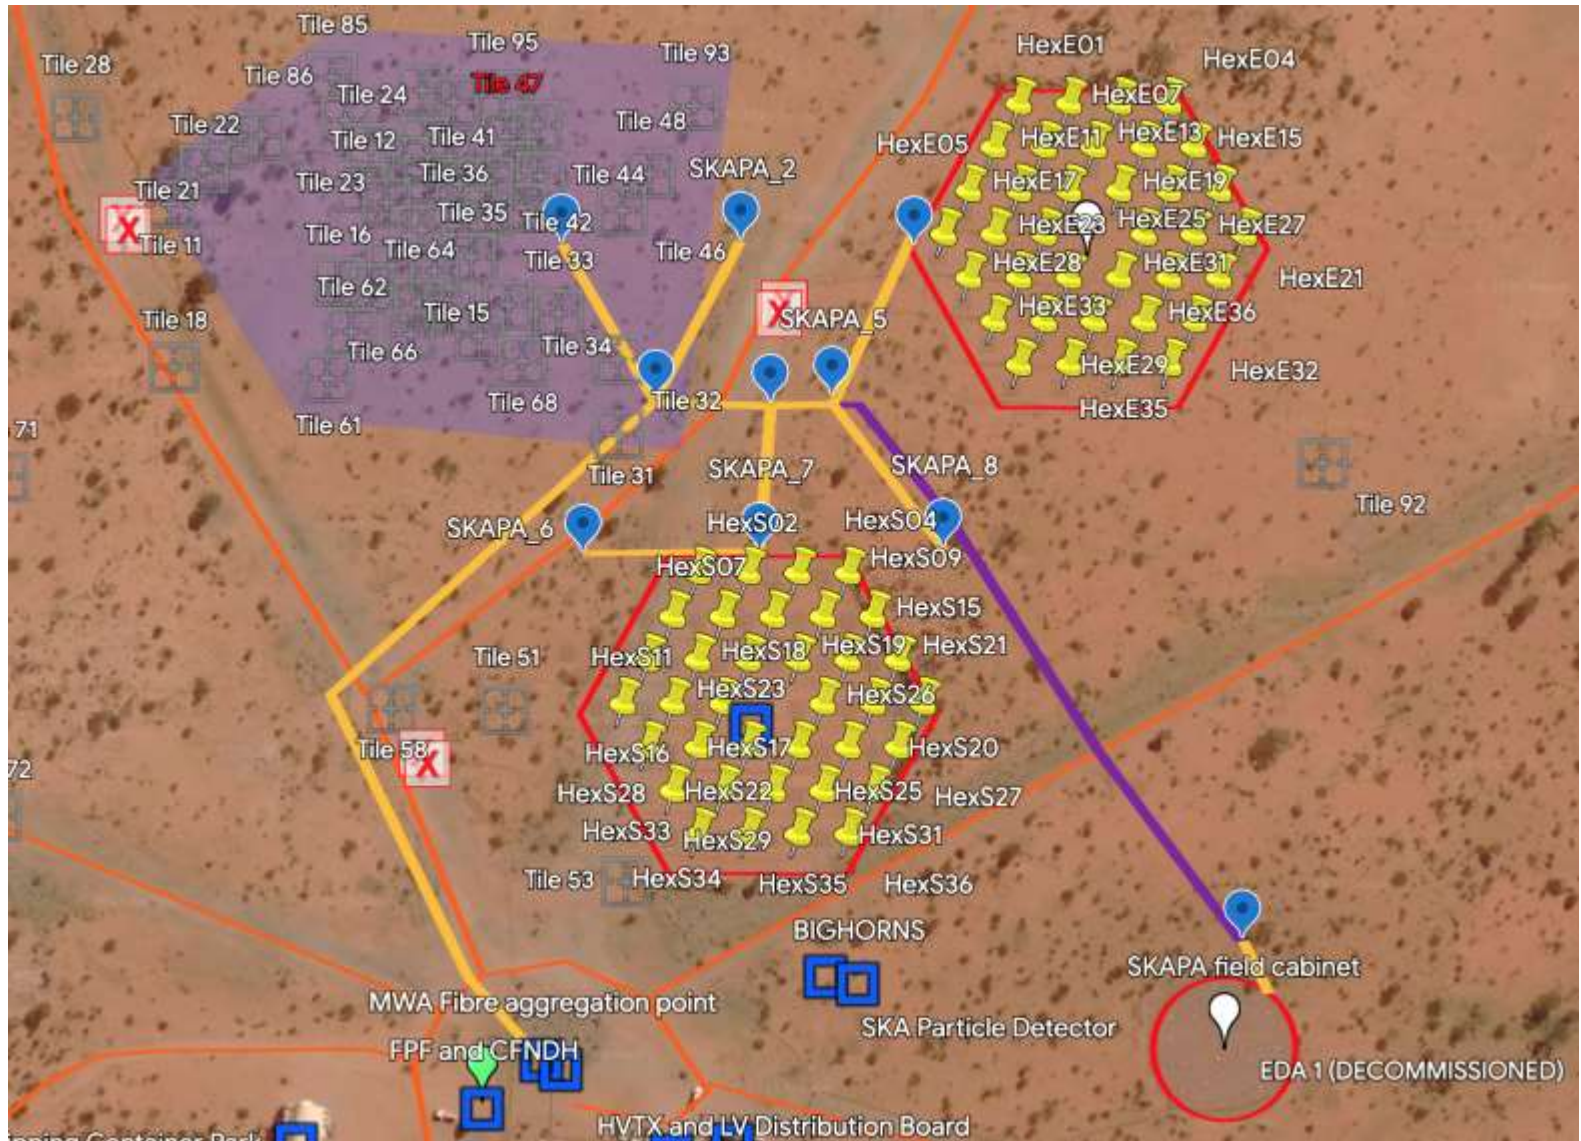 Tile 85
Tile 95
Tile 93
HexE01
HexE04
Tile 28
Tile 86
Tile 24
Tile 47
HexE07
Tile 22
Tile 12
Tile 41
Tile 48
HexE05
HexE11
HexE13
HexE15
Tile 21
Tile 23
Tile 36
Tile 44
SKAPA_2
HexE17
HexE19
Tile 35
Tile 42
Tile 11
Tile 16
Tile 64
Tile 33
Tile 46
HexE23
HexE25
HexE27
HexE28
HexE31
HexE21
Tile 62
Tile 18
Tile 15
X
X
SKAPA_5
HexE33
HexE36
Tile 66
Tile 34
HexE29
HexE32
Tile 68
Tile 32
HexE35
71
Tile 61
Tile 31
SKAPA_7
SKAPA_8
Tile 92
SKAPA_6
HexS02
HexS04
HexS07
HexS09
HexS15
Tile 51
HexS11
HexS18
HexS19
HexS21
HexS23
HexS26
Tile 58
X
HexS16
HexS17
HexS20
72
HexS28
HexS22
HexS25
HexS27
HexS33
HexS29
HexS31
Tile 53
HexS34
HexS35
HexS36
BIGHORNS
SKAPA field cabinet
MWA Fibre aggregation point
SKA Particle Detector
FPF and CFNDH
EDA 1 (DECOMMISSIONED)
HVTX and LV Distribution Board
Container Park